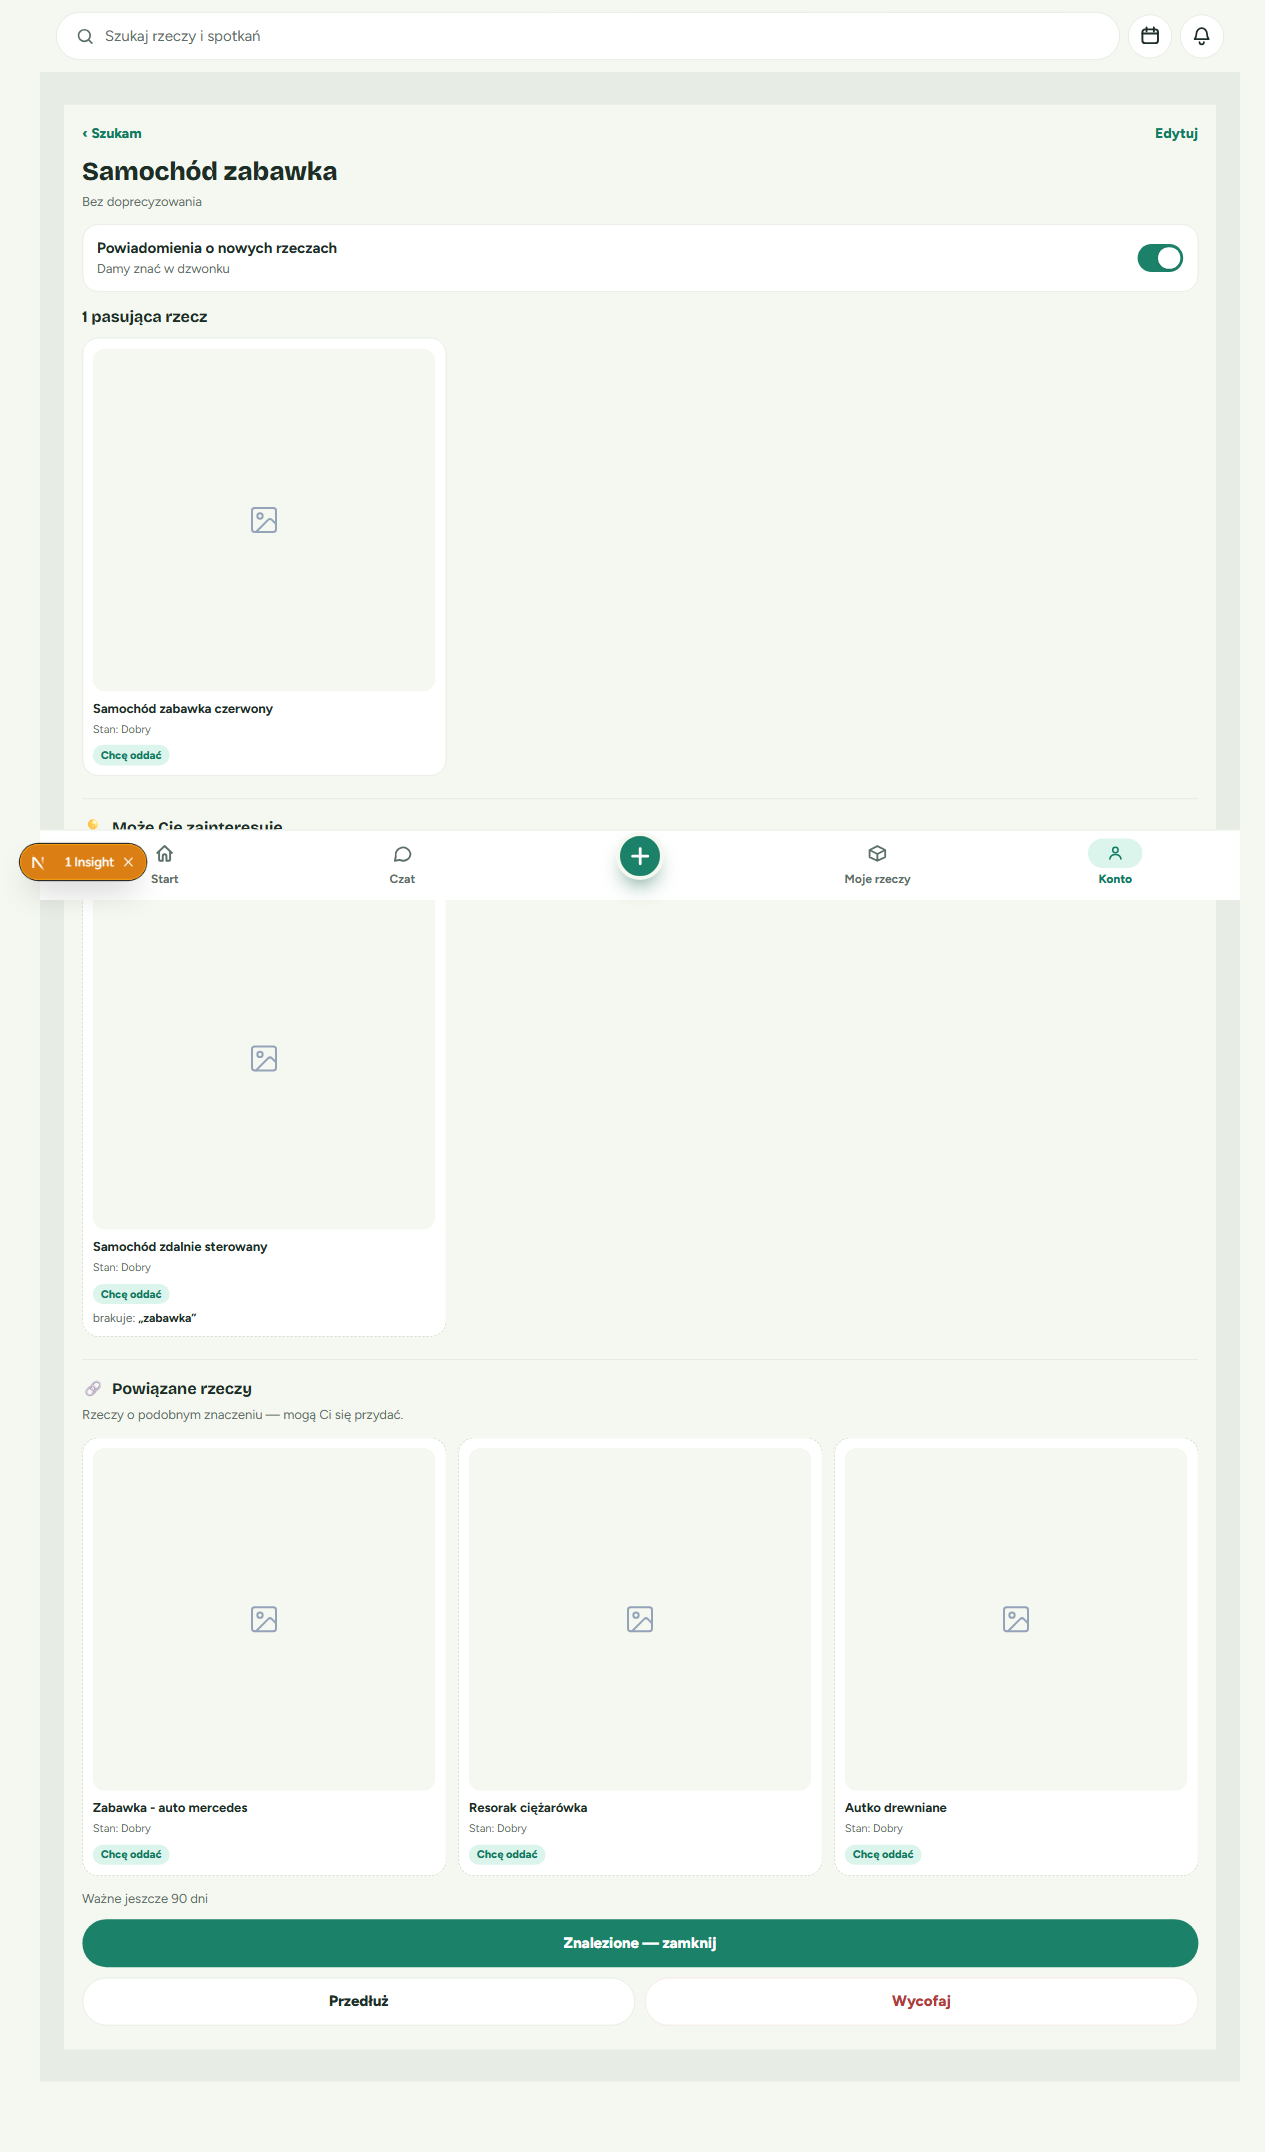 Szukaj rzeczy i spotkań
‹ Szukam
Edytuj
Samochód zabawka
Bez doprecyzowania
Powiadomienia o nowych rzeczach
Damy znać w dzwonku
1 pasująca rzecz
Samochód zabawka czerwony
Stan: Dobry
Chcę oddać
Może Cię zainteresuje
N 1 Insight ×
Start
Czat
Moje rzeczy
Konto
Samochód zdalnie sterowany
Stan: Dobry
Chcę oddać
brakuje: „zabawka”
Powiązane rzeczy
Rzeczy o podobnym znaczeniu — mogą Ci się przydać.
Zabawka - auto mercedes
Stan: Dobry
Chcę oddać
Resorak ciężarówka
Stan: Dobry
Chcę oddać
Autko drewniane
Stan: Dobry
Chcę oddać
Ważne jeszcze 90 dni
Znalezione — zamknij
Przedłuż
Wycofaj